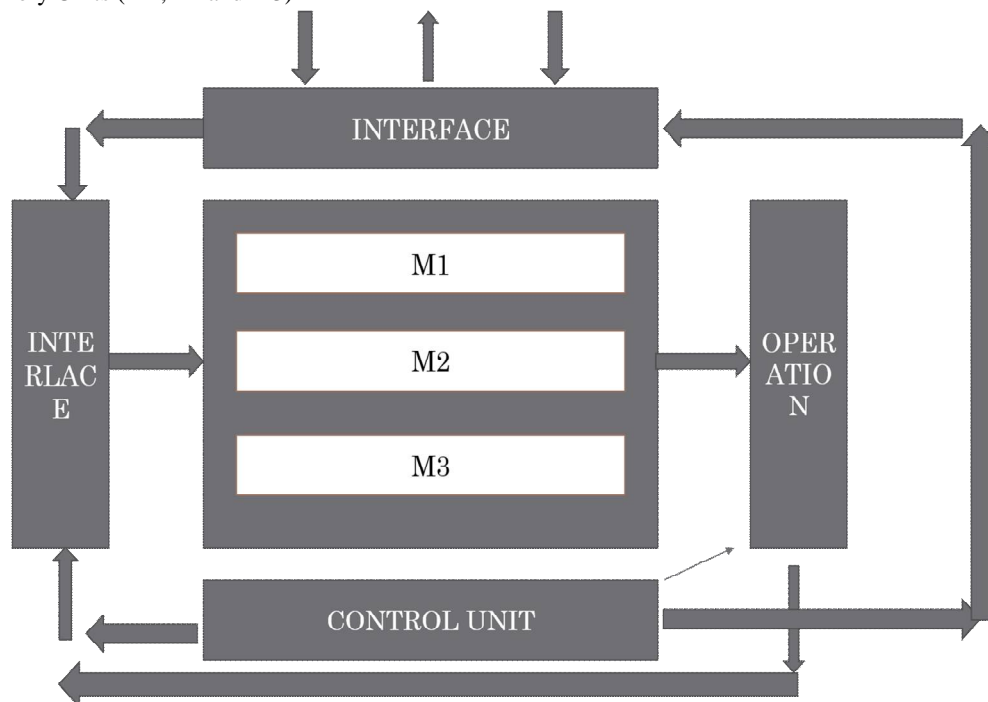 INTERFACE
M1
INTE
RLAC
E
M2
OPER
ATIO
N
M3
CONTROL UNIT